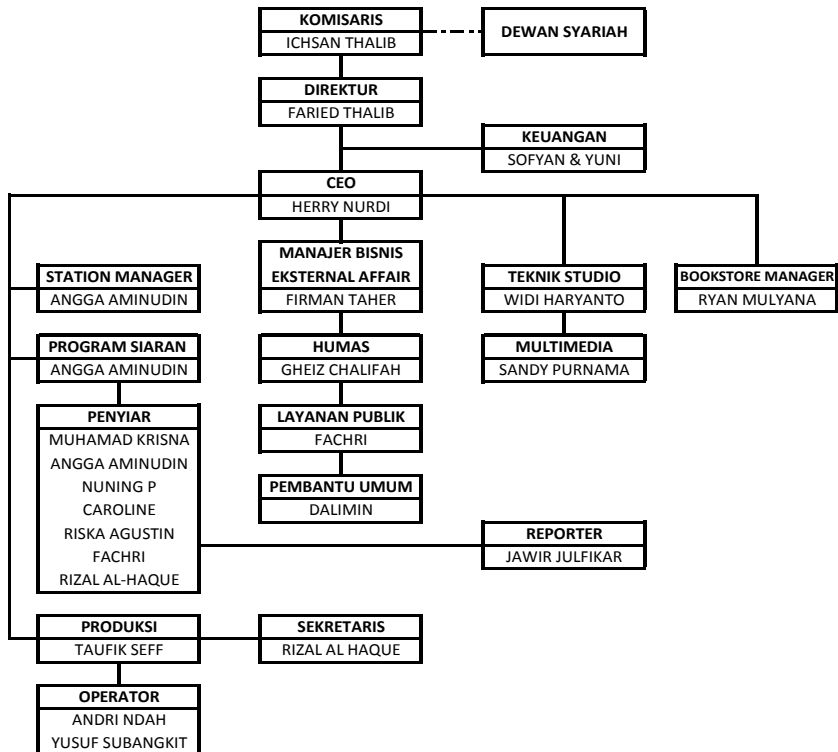 KOMISARIS
ICHSAN THALIB
DEWAN SYARIAH
DIREKTUR
FARIED THALIB
KEUANGAN
SOFYAN & YUNI
CEO
HERRY NURDI
MANAJER BISNIS
EKSTERNAL AFFAIR
FIRMAN TAHER
STATION MANAGER
ANGGA AMINUDIN
TEKNIK STUDIO
WIDI HARYANTO
BOOKSTORE MANAGER
RYAN MULYANA
PROGRAM SIARAN
ANGGA AMINUDIN
HUMAS
GHEIZ CHALIFAH
MULTIMEDIA
SANDY PURNAMA
PENYIAR
MUHAMAD KRISNA
ANGGA AMINUDIN
NUNING P
CAROLINE
RISKA AGUSTIN
FACHRI
RIZAL AL-HAQUE
LAYANAN PUBLIK
FACHRI
PEMBANTU UMUM
DALIMIN
REPORTER
JAWIR JULFIKAR
PRODUKSI
TAUFIK SEFF
SEKRETARIS
RIZAL AL HAQUE
OPERATOR
ANDRI NDAH
YUSUF SUBANGKIT